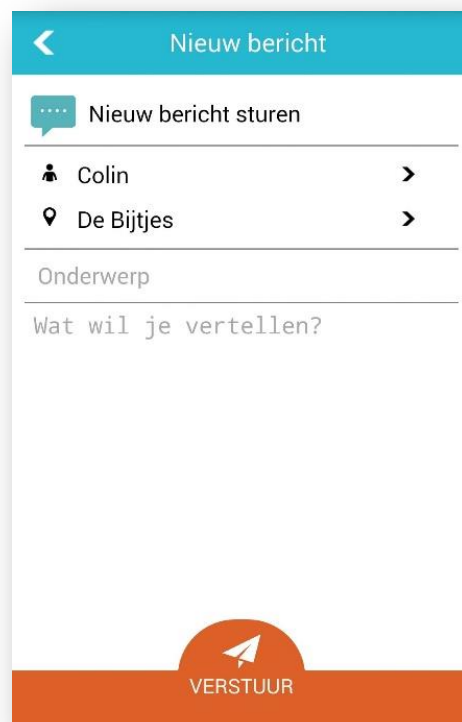 Nieuw bericht
Nieuw bericht sturen
Colin
De Bijtjes
Onderwerp
Wat wil je vertellen?
VERSTUUR